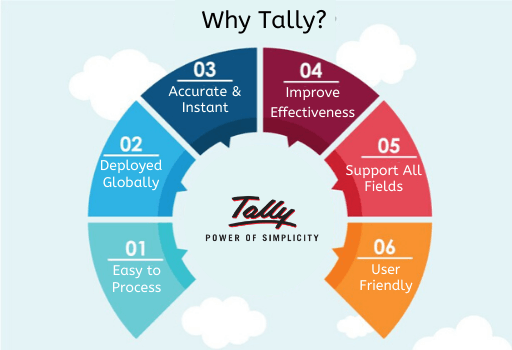 Why Tally?
01
Easy to
Process
02
Deployed
Globally
03
Accurate &
Instant
04
Improve
Effectiveness
05
Support All
Fields
06
User
Friendly
Tally
POWER OF SIMPLICITY